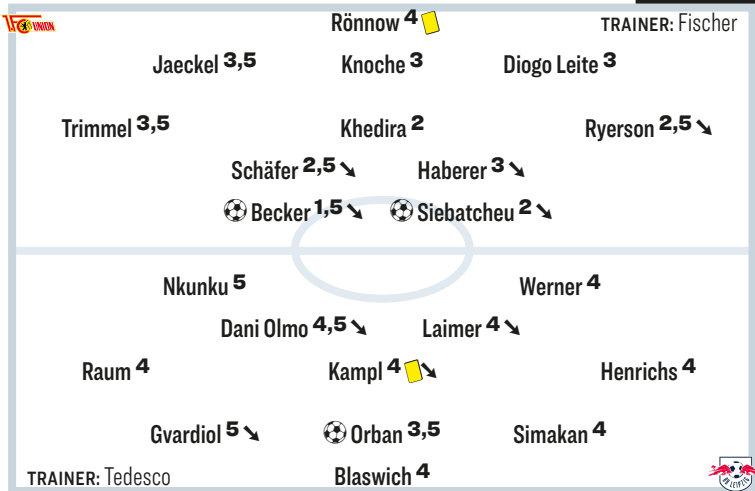 UNION
Rönnow 4
TRAINER: Fischer
Jaeckel 3,5 Knoche 3 Diogo Leite 3
Trimmel 3,5 Khedira 2 Ryerson 2,5
Schäfer 2,5 Haberer 3
Becker 1,5 Siebatcheu 2
Nkunku 5 Werner 4
Dani Olmo 4,5 Laimer 4
Raum 4 Kampl 4 Henrichs 4
Gvardiol 5 Orban 3,5 Simakan 4
TRAINER: Tedesco
Blaswich 4
RB LEIPZIG